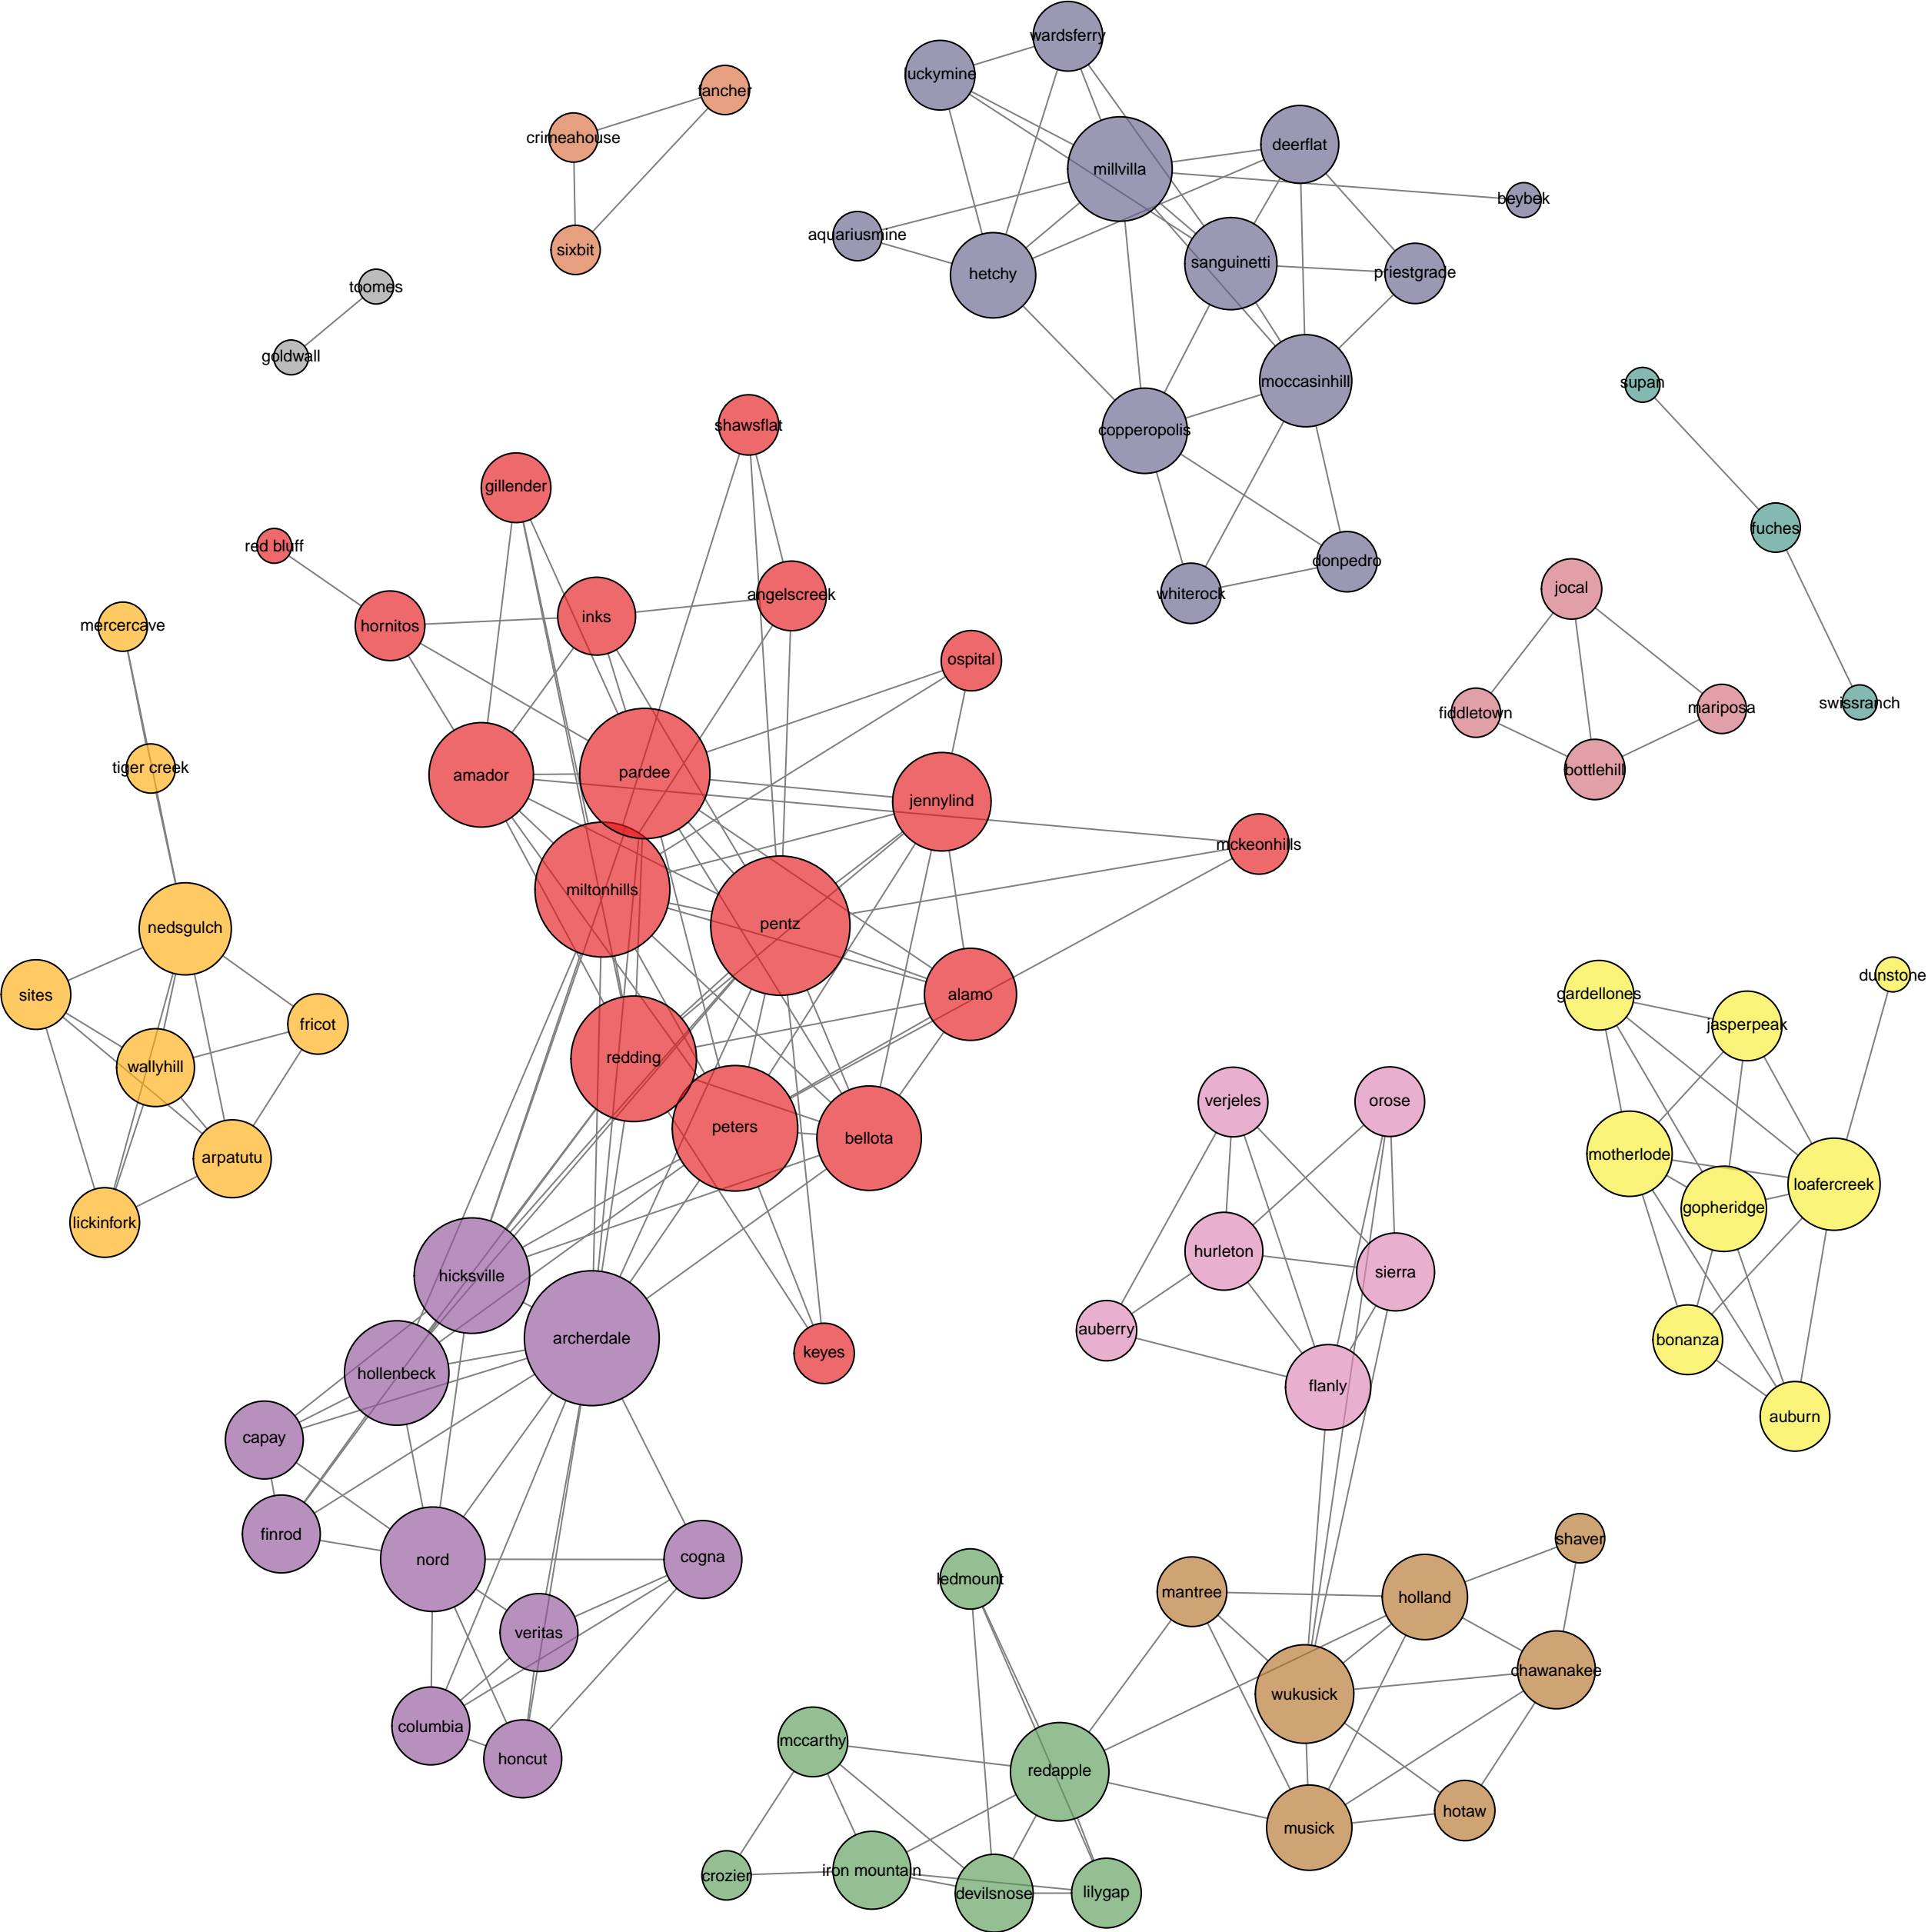 wardsferry
luckymine
tancher
crimeahouse
deerflat
millvilla
beybek
aquariusmine
sixbit
sanguinetti
hetchy
priestgrade
toomes
goldwall
moccasinhill
supan
shawsflat
copperopolis
gillender
fuches
red bluff
donpedro
jocal
whiterock
angelscreek
inks
hornitos
mercercave
ospital
swissranch
mariposa
fiddletown
tiger creek
bottlehill
pardee
amador
jennylind
mckeonhills
miltonhills
pentz
nedsgulch
dunstone
gardellones
alamo
sites
fricot
jasperpeak
redding
wallyhill
verjeles
orose
peters
bellota
motherlode
arpatutu
loafercreek
gopheridge
lickinfork
hurleton
sierra
hicksville
auberry
archerdale
bonanza
keyes
hollenbeck
flanly
auburn
capay
finrod
shaver
cogna
nord
ledmount
mantree
holland
veritas
chawanakee
wukusick
columbia
mccarthy
honcut
redapple
hotaw
musick
iron mountain
crozier
lilygap
devilsnose